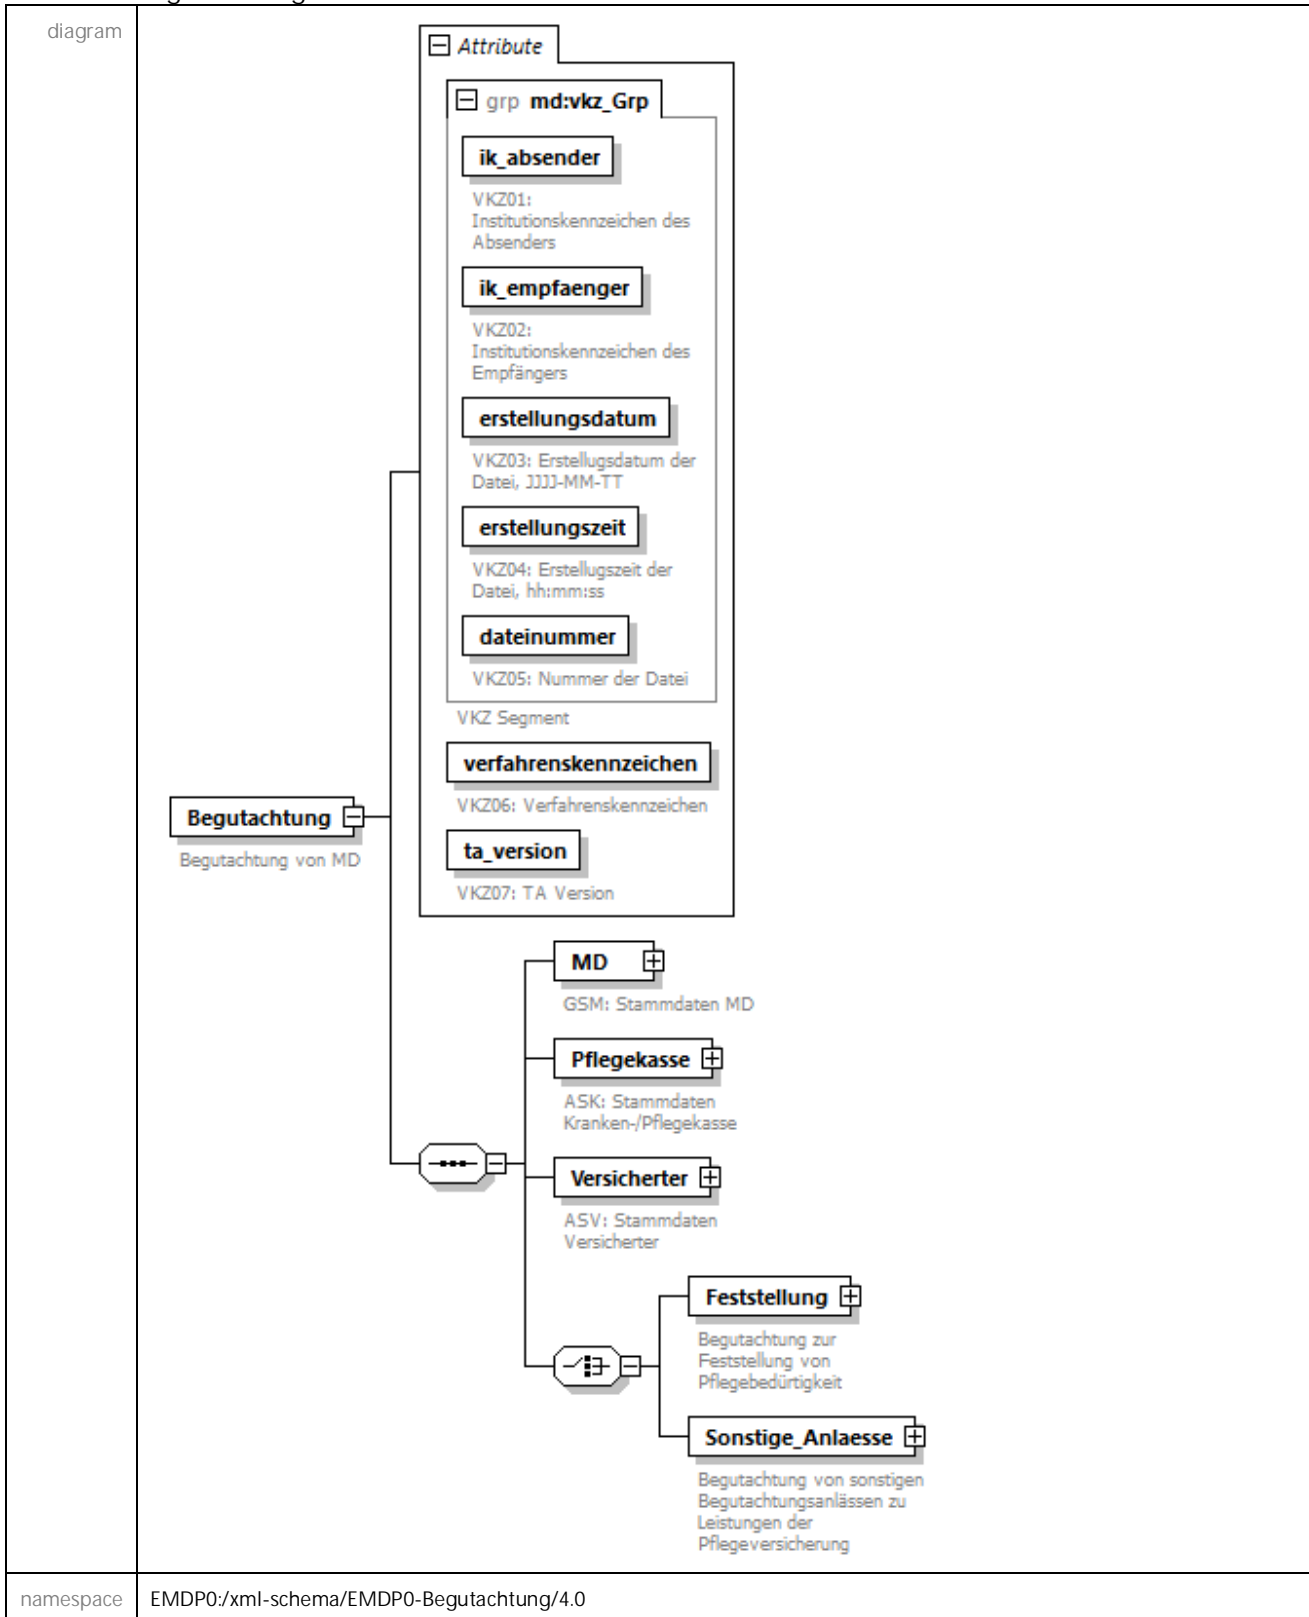 diagram
Attribute
grp md:vkz_Grp
ik_absender
VKZ01:
Institutionskennzeichen des
Absenders
ik_empfaenger
VKZ02:
Institutionskennzeichen des
Empfängers
erstellungsdatum
VKZ03: Erstellugsdatum der
Datei, JJJJ-MM-TT
erstellungszeit
VKZ04: Erstellugszeit der
Datei, hh:mm:ss
dateinummer
VKZ05: Nummer der Datei
VKZ Segment
verfahrenskennzeichen
VKZ06: Verfahrenskennzeichen
ta_version
VKZ07: TA Version
Begutachtung
Begutachtung von MD
MD
GSM: Stammdaten MD
Pflegekasse
ASK: Stammdaten
Kranken-/Pflegekasse
Versicherter
ASV: Stammdaten
Versicherter
Feststellung
Begutachtung zur
Feststellung von
Pflegebedürtigkeit
Sonstige_Anlaesse
Begutachtung von sonstigen
Begutachtungsanlässen zu
Leistungen der
Pflegeversicherung
namespace EMDP0:/xml-schema/EMDP0-Begutachtung/4.0